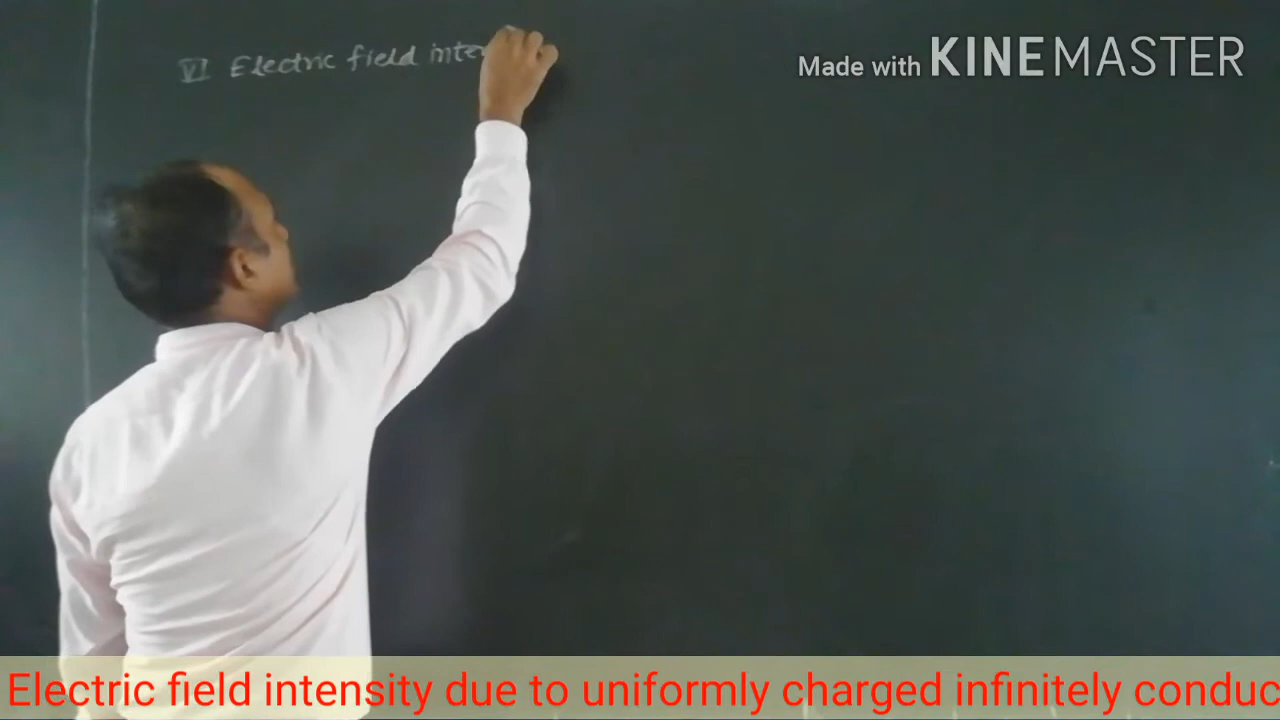 VI Electric field inte
Made with KINEMASTER
Electric field intensity due to uniformly charged infinitely conduc